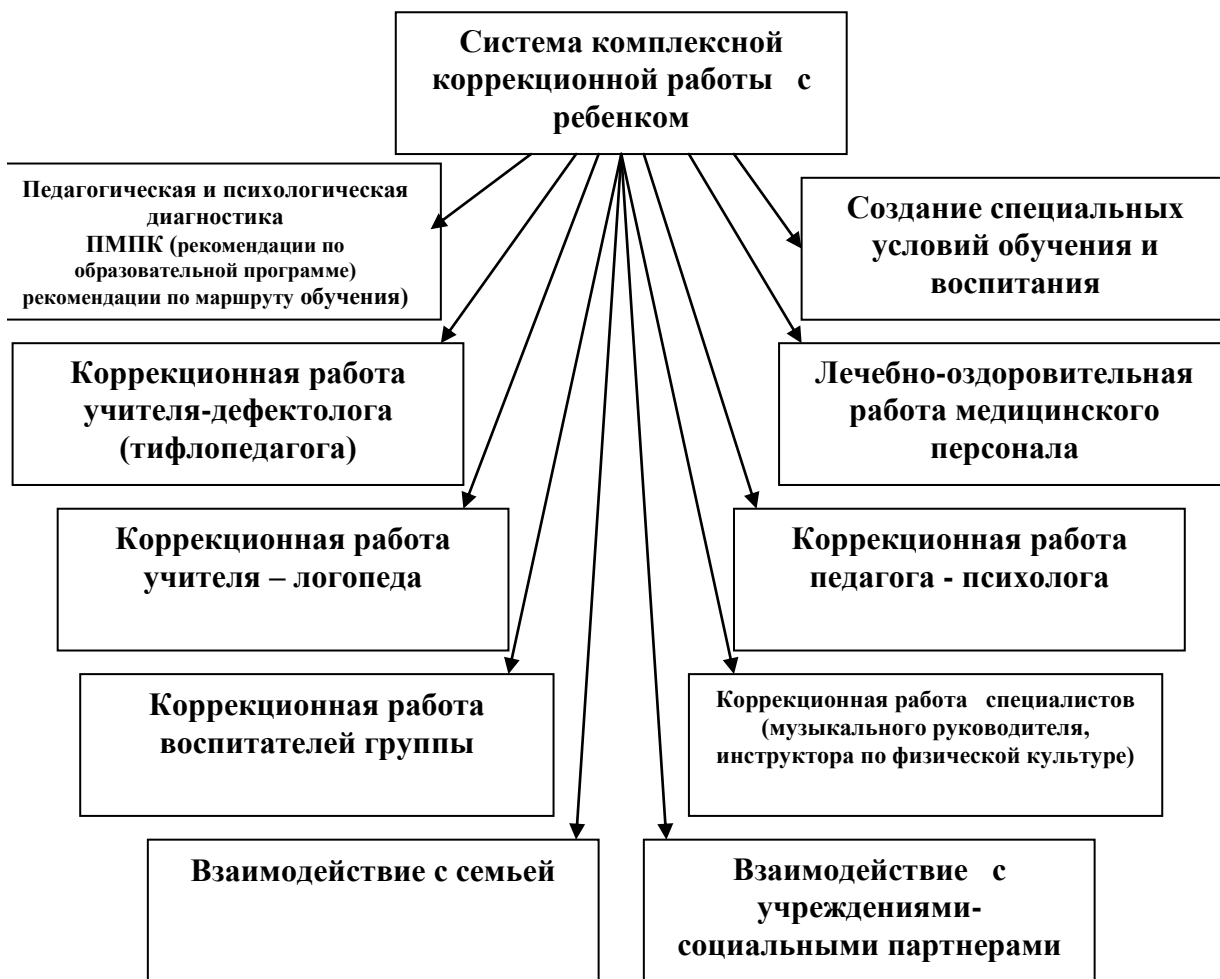 Система комплексной
коррекционной работы с
ребенком
Педагогическая и психологическая
диагностика
ПМПК (рекомендации по
образовательной программе)
рекомендации по маршруту обучения)
Создание специальных
условий обучения и
воспитания
Коррекционная работа
учителя-дефектолога
(тифлопедагога)
Лечебно-оздоровительная
работа медицинского
персонала
Коррекционная работа
учителя – логопеда
Коррекционная работа
педагога - психолога
Коррекционная работа
воспитателей группы
Коррекционная работа специалистов
(музыкального руководителя,
инструктора по физической культуре)
Взаимодействие с семьей
Взаимодействие с
учреждениями-
социальными партнерами